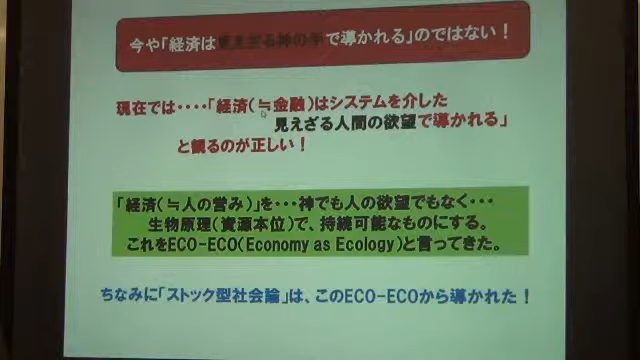 今や「経済は見えざる神の手で導かれる」のではない！
現在では････「経済（≒金融）はシステムを介した
見えざる人間の欲望で導かれる」
と観るのが正しい！
「経済（≒人の営み）」を･･･神でも人の欲望でもなく･･･
生物原理（資源本位）で、持続可能なものにする。
これをECO-ECO（Economy as Ecology）と言ってきた。
ちなみに「ストック型社会論」は、このECO-ECOから導かれた！